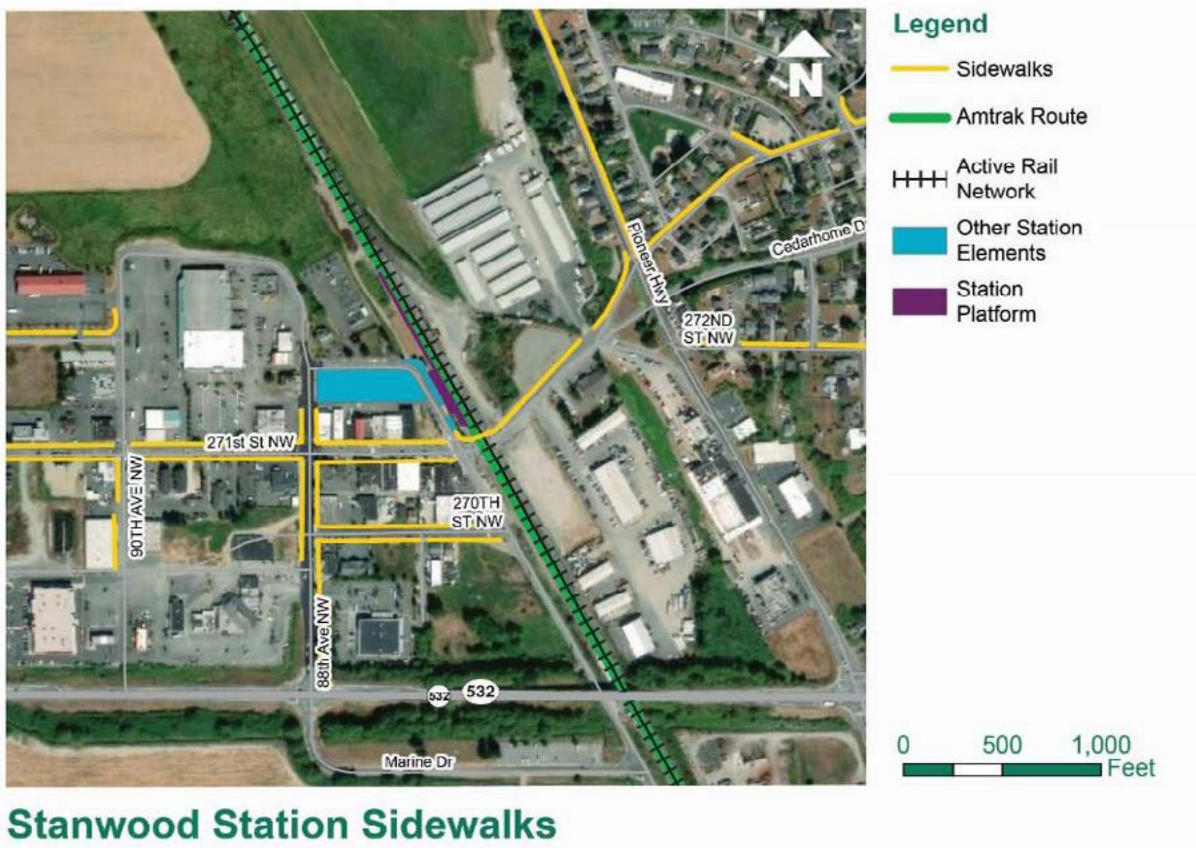 Legend
Sidewalks
Amtrak Route
Active Rail
Network
Other Station
Elements
Station
Platform
N
Pioneer Hwy
Cedarhome D
272ND
ST NW
271st St NW
90TH AVE NW
270TH
ST NW
88th Ave NW
532
532
Marine Dr
0 500 1,000
Feet
Stanwood Station Sidewalks